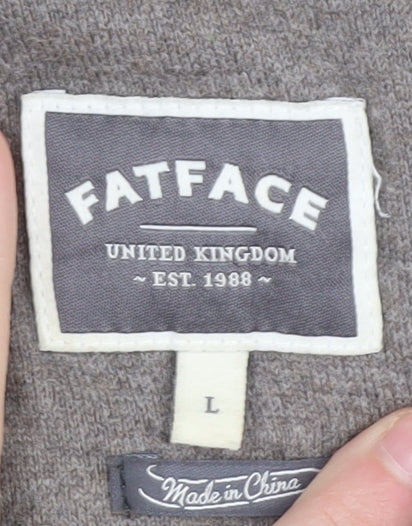 FATFACE
UNITED KINGDOM
~ EST. 1988 ~
L
Made in China